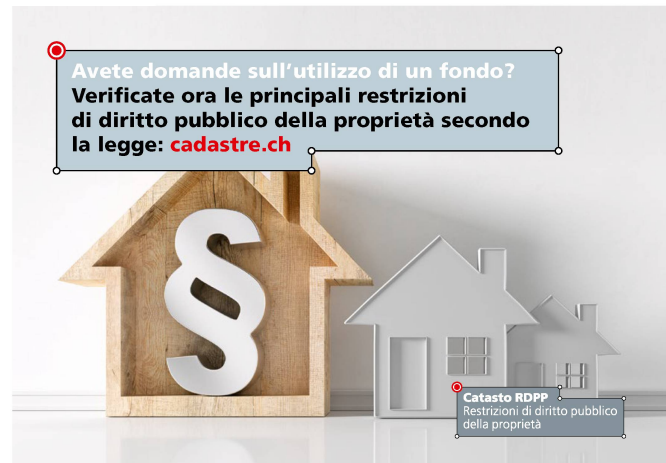 Avete domande sull'utilizzo di un fondo?
Verificate ora le principali restrizioni
di diritto pubblico della proprietà secondo
la legge: cadastre.ch
§
Catasto RDPP
Restrizioni di diritto pubblico
della proprietà